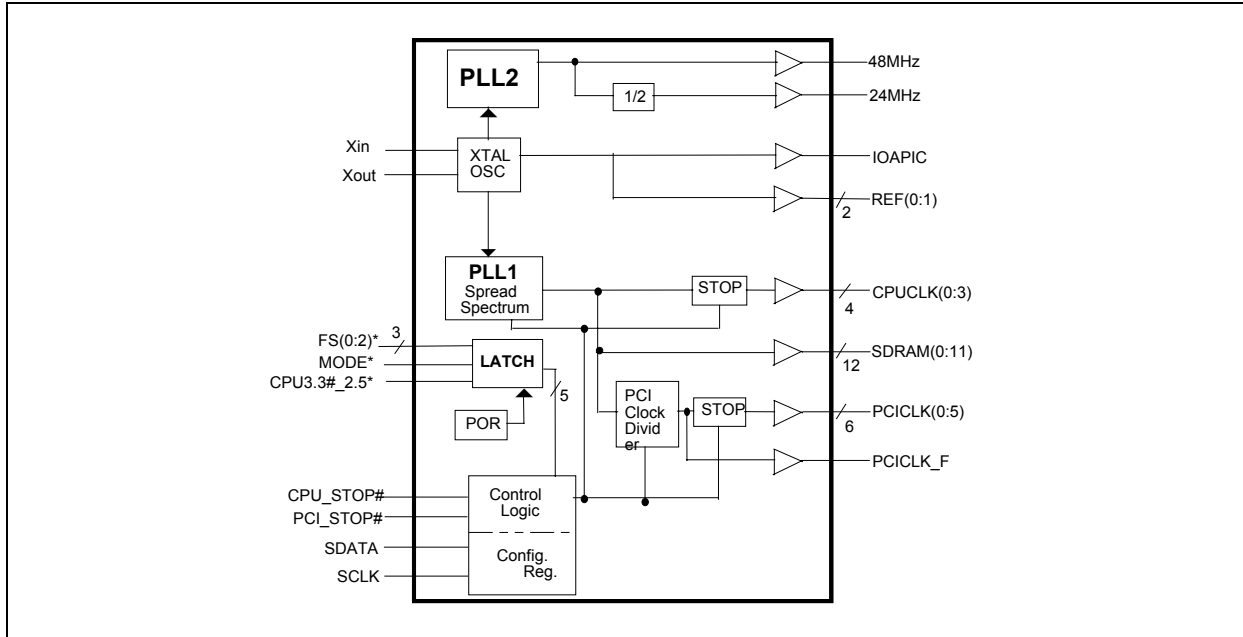 PLL2
48MHz
1/2
24MHz
Xin
Xout
XTAL
OSC
IOAPIC
REF(0:1)
2
PLL1
Spread
Spectrum
STOP
CPUCLK(0:3)
4
FS(0:2)*
3
MODE*
CPU3.3#_2.5*
LATCH
5
POR
SDRAM(0:11)
12
PCI
Clock
Divid
er
STOP
PCICLK(0:5)
6
PCICLK_F
CPU_STOP#
PCI_STOP#
SDATA
SCLK
Control
Logic
Config.
Reg.